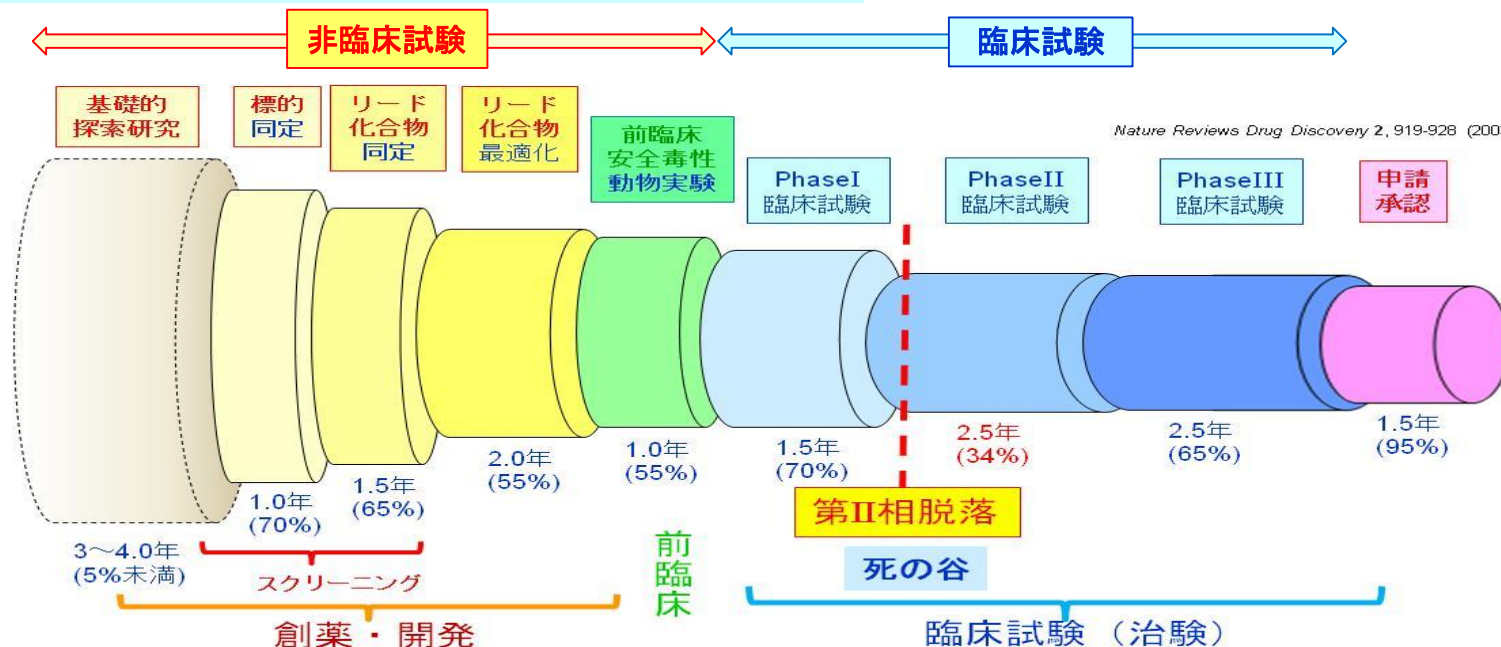 非臨床試験
臨床試験
基礎的
探索研究
標的
同定
リード
化合物
同定
リード
化合物
最適化
前臨床
安全毒性
動物実験
Nature Reviews Drug Discovery 2, 919-928 (200
PhaseI
臨床試験
PhaseII
臨床試験
PhaseIII
臨床試験
申請
承認
3～4.0年
(5%未満)
1.0年
(70%)
1.5年
(65%)
2.0年
(55%)
1.0年
(55%)
1.5年
(70%)
2.5年
(34%)
2.5年
(65%)
1.5年
(95%)
スクリーニング
前臨床
第Ⅱ相脱落
死の谷
創薬・開発
臨床試験（治験）